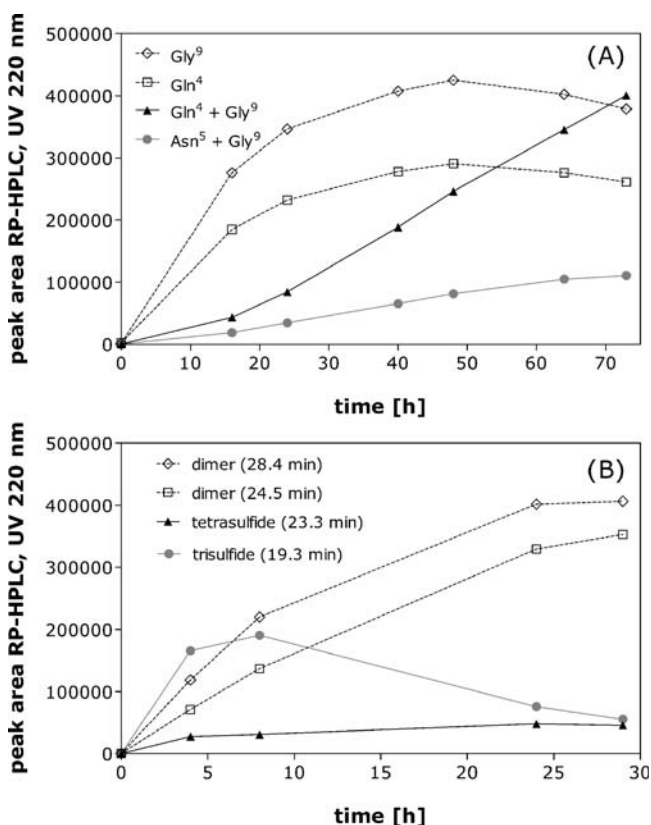 peak area RP-HPLC, UV 220 nm
500000
400000
300000
200000
100000
0
(A)
Gly⁹
Gln⁴
Gln⁴ + Gly⁹
Asn⁵ + Gly⁹
0 10 20 30 40 50 60 70
time [h]
peak area RP-HPLC, UV 220 nm
500000
400000
300000
200000
100000
0
(B)
dimer (28.4 min)
dimer (24.5 min)
tetrasulfide (23.3 min)
trisulfide (19.3 min)
0 5 10 15 20 25 30
time [h]